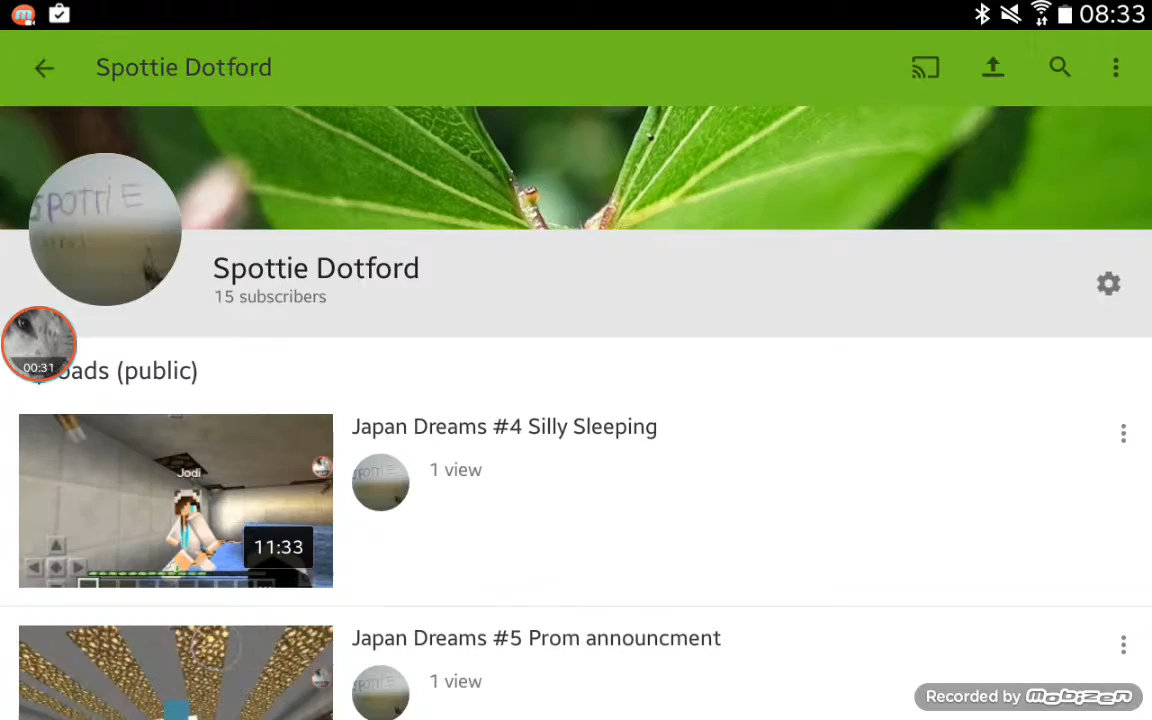 08:33
Spottie Dotford
SPOTTiE
Spottie Dotford
15 subscribers
00:31
oads (public)
Japan Dreams #4 Silly Sleeping
1 view
Jodi
11:33
Japan Dreams #5 Prom announcment
1 view
Recorded by mobizen